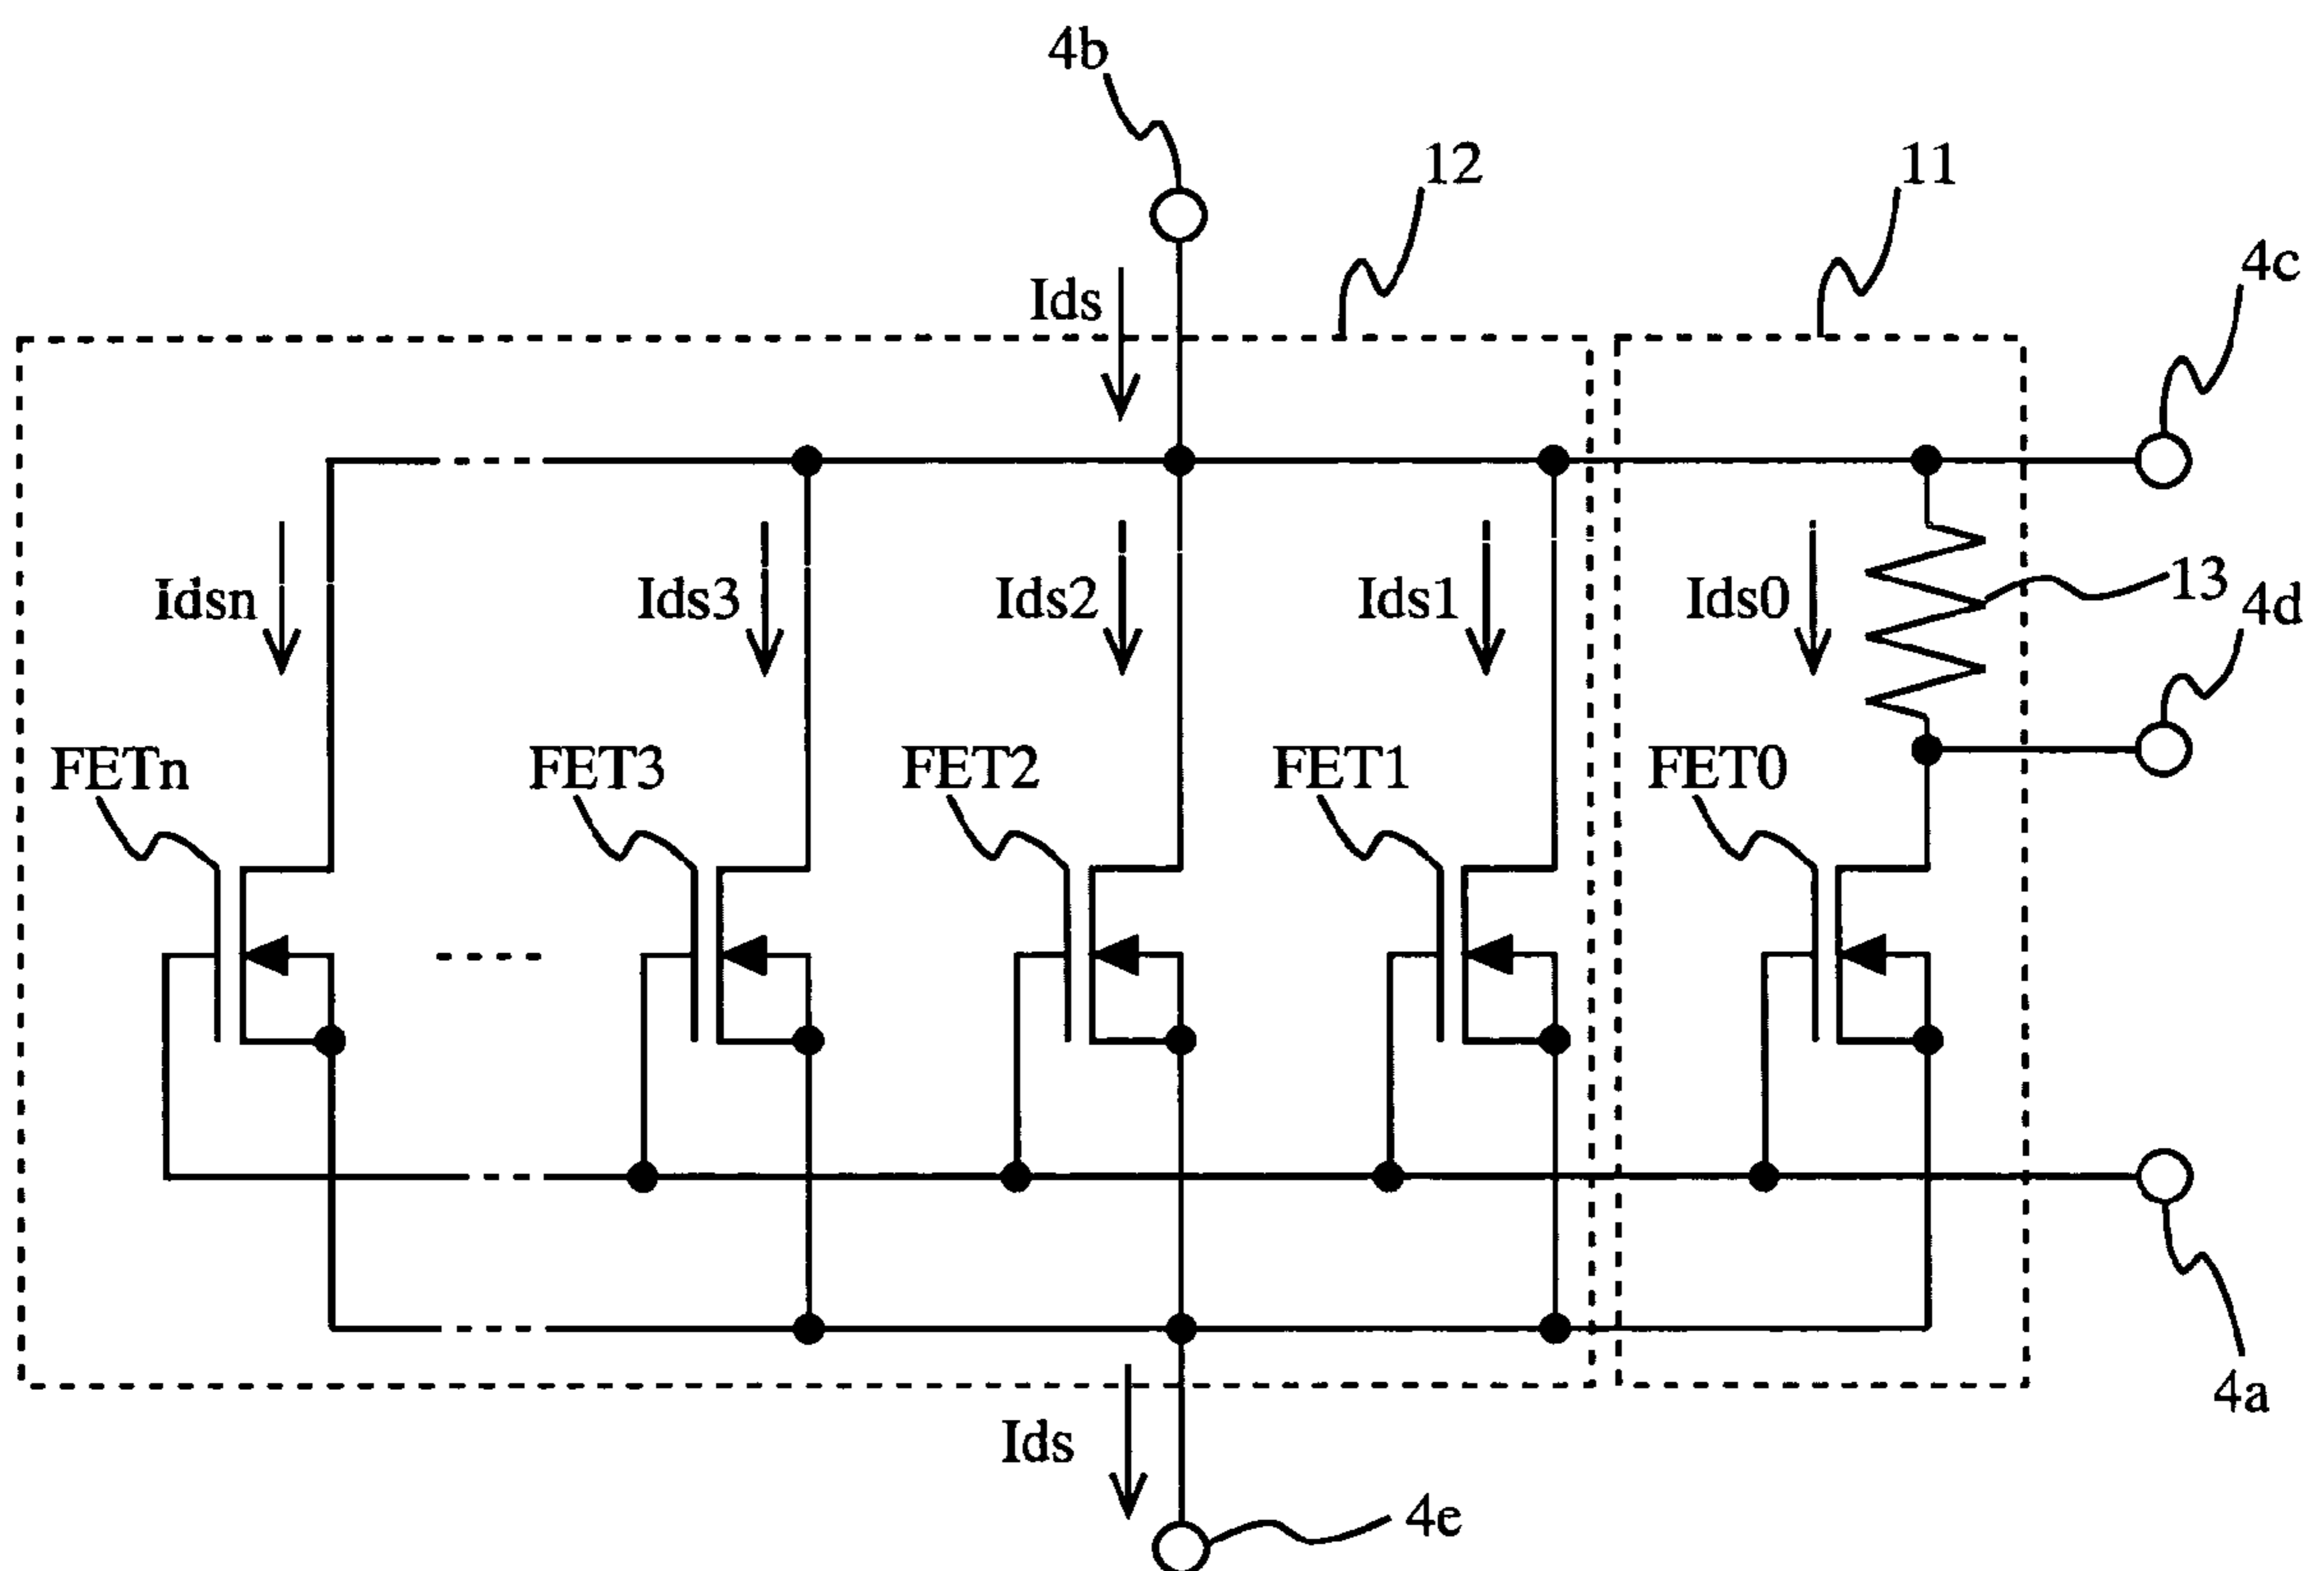 4b
12
11
4c
Ids
Idsn
Ids3
Ids2
Ids1
Ids0
13
4d
FETn
FET3
FET2
FET1
FET0
4a
Ids
4e